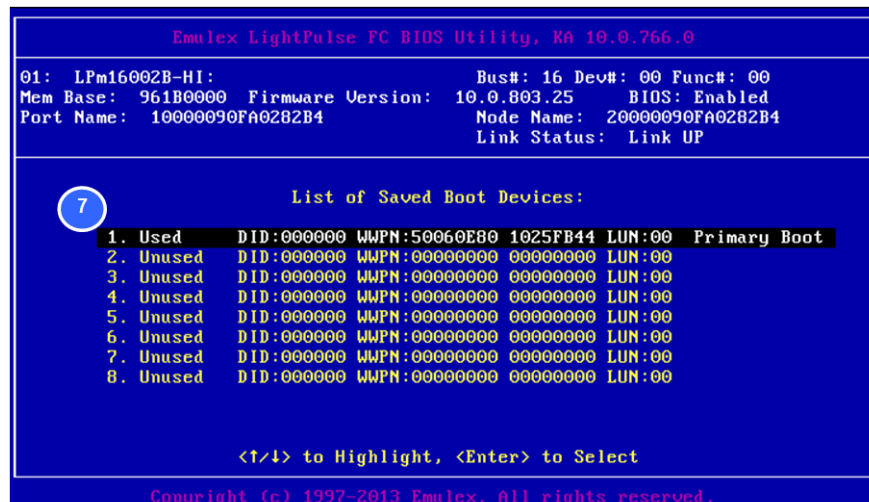 Emulex LightPulse FC BIOS Utility, KA 10.0.766.0
01: LPm16002B-HI: Bus#: 16 Dev#: 00 Func#: 00
Mem Base: 961B0000 Firmware Version: 10.0.803.25 BIOS: Enabled
Port Name: 10000090FA0282B4 Node Name: 20000090FA0282B4
Link Status: Link UP
List of Saved Boot Devices:
7
1. Used DID:000000 WWPN:50060E80 1025FB44 LUN:00 Primary Boot
2. Unused DID:000000 WWPN:00000000 00000000 LUN:00
3. Unused DID:000000 WWPN:00000000 00000000 LUN:00
4. Unused DID:000000 WWPN:00000000 00000000 LUN:00
5. Unused DID:000000 WWPN:00000000 00000000 LUN:00
6. Unused DID:000000 WWPN:00000000 00000000 LUN:00
7. Unused DID:000000 WWPN:00000000 00000000 LUN:00
8. Unused DID:000000 WWPN:00000000 00000000 LUN:00
<↑/↓> to Highlight, <Enter> to Select
Copyright (c) 1997-2013 Emulex. All rights reserved.